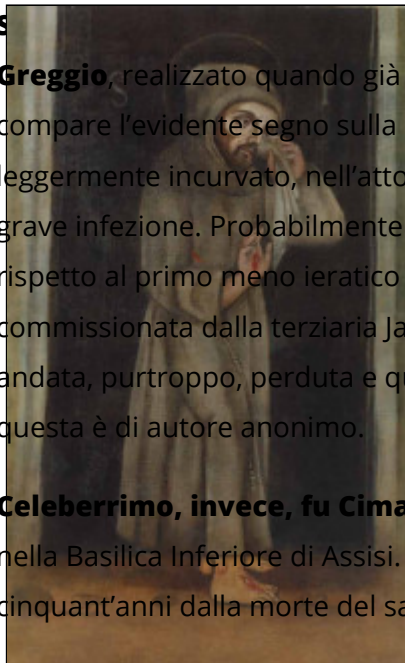 Greggio, realizzato quando già
compare l’evidente segno sulla
leggermente incurvato, nell’atto
grave infezione. Probabilmente
rispetto al primo meno ieratico
commissionata dalla terziaria Ja
andata, purtroppo, perduta e qu
questa è di autore anonimo.
Celeberrimo, invece, fu Cima
nella Basilica Inferiore di Assisi.
cinquant’anni dalla morte del sa